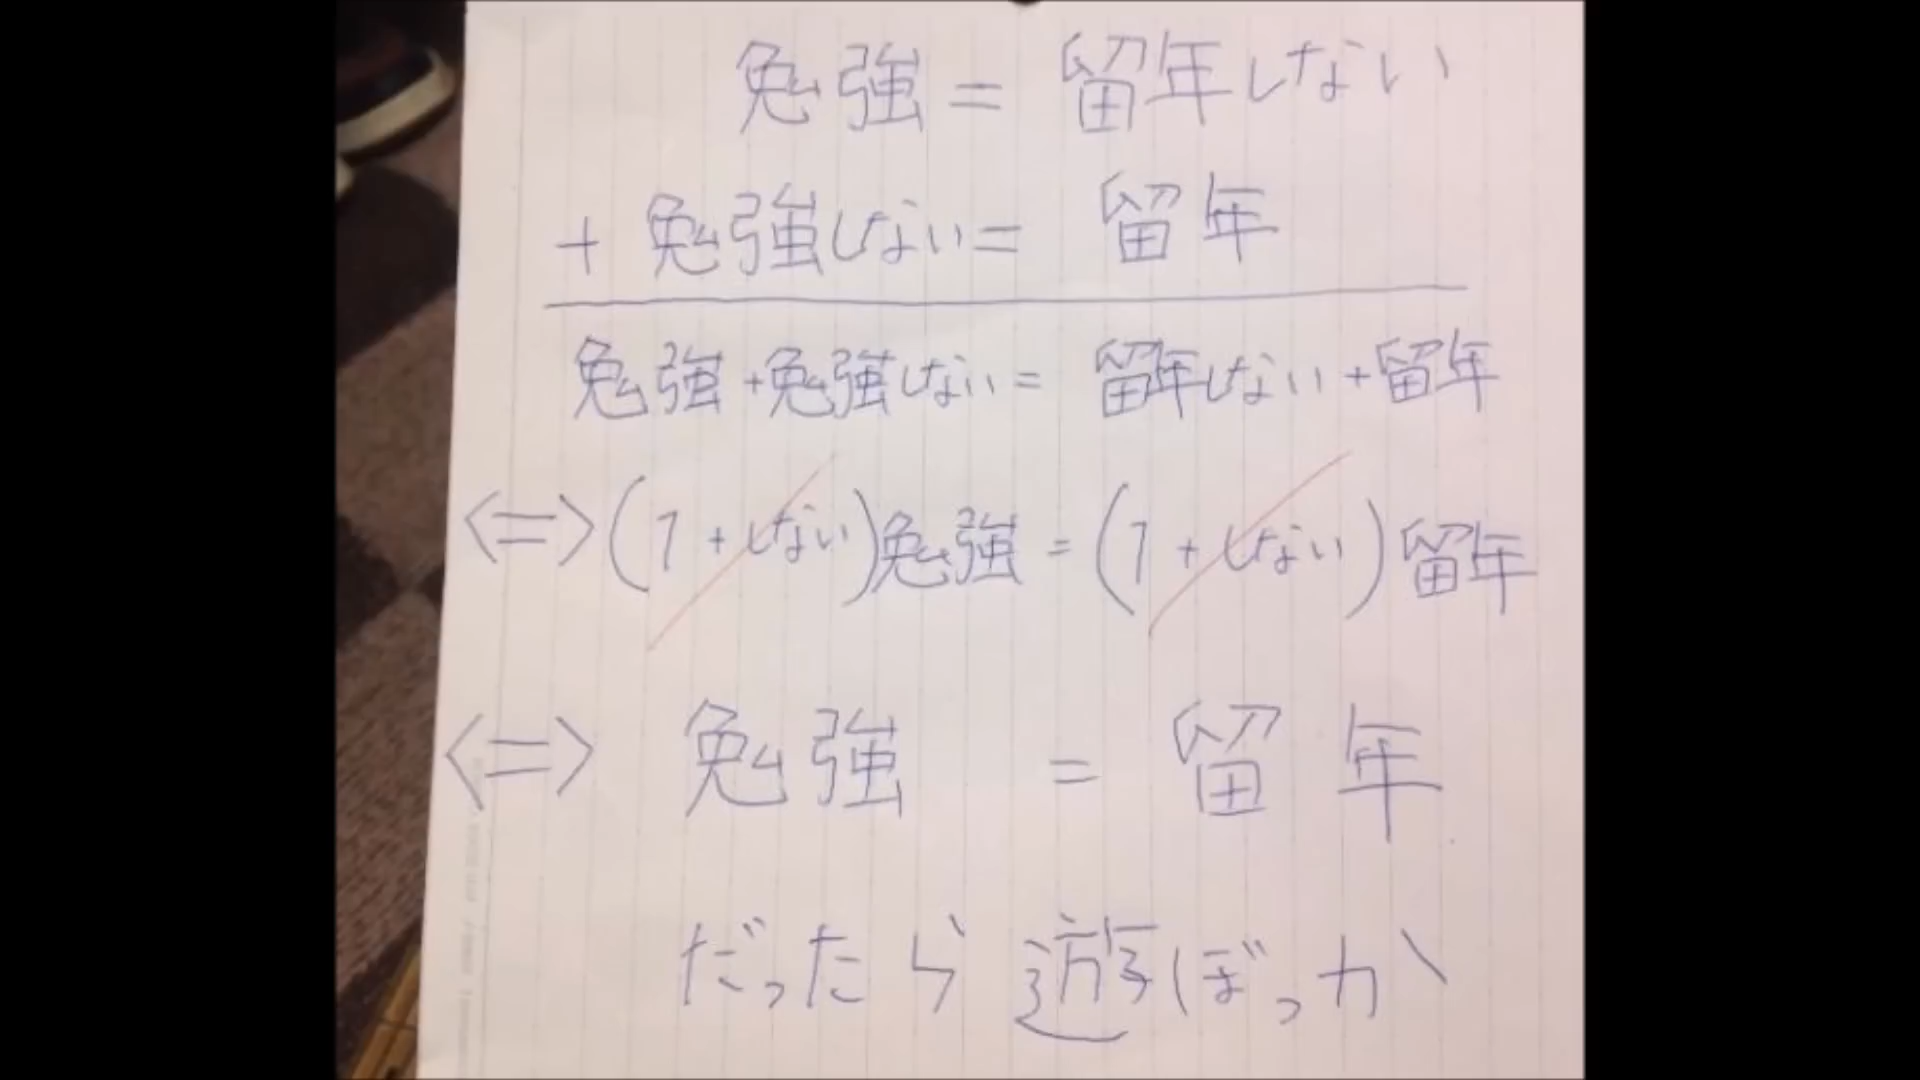 勉強 = 留年しない
+ 勉強しない = 留年
勉強+勉強しない = 留年しない+留年
⇔ (1+しない)勉強 = (1+しない)留年
⇔ 勉強 = 留年
だったら遊ぼっか